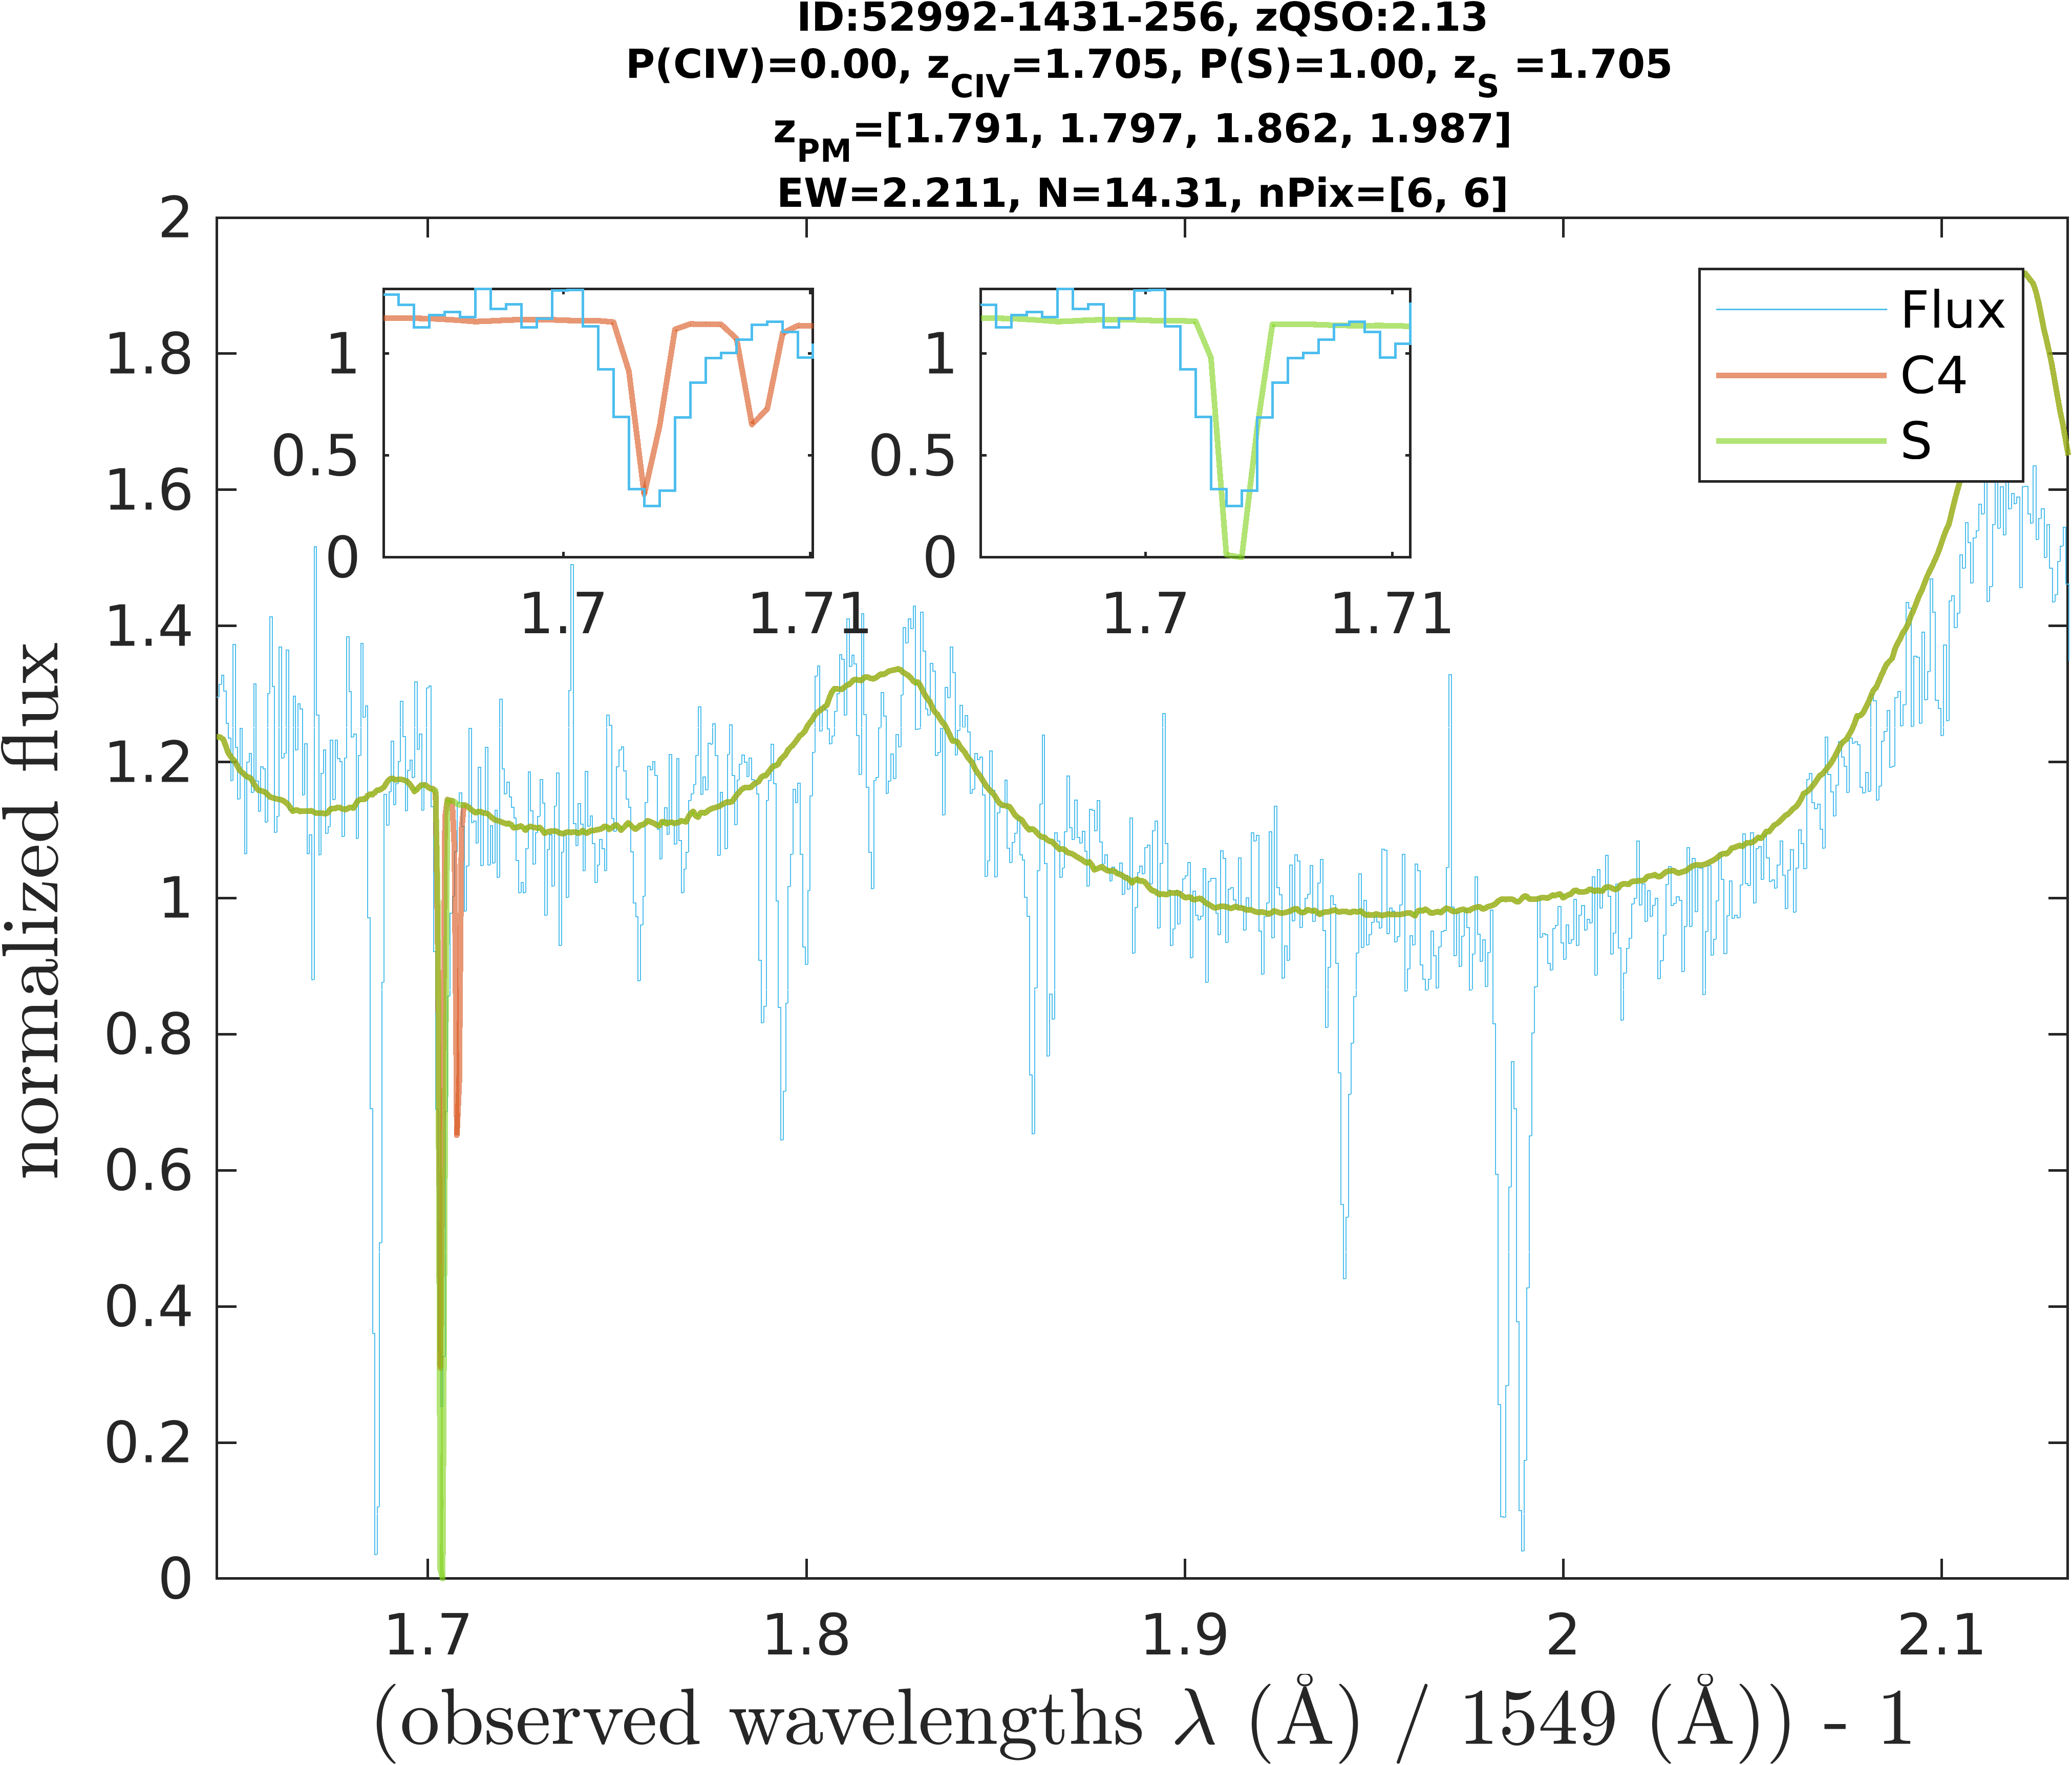 ID:52992-1431-256, zQSO:2.13
P(CIV)=0.00, z_CIV=1.705, P(S)=1.00, z_S =1.705
z_PM=[1.791, 1.797, 1.862, 1.987]
EW=2.211, N=14.31, nPix=[6, 6]
2
1.8
1.6
1.4
1.2
1
0.8
0.6
0.4
0.2
0
normalized flux
1
0.5
0
1.7
1.71
1
0.5
0
1.7
1.71
Flux
C4
S
1.7
1.8
1.9
2
2.1
(observed wavelengths λ (Å) / 1549 (Å)) - 1